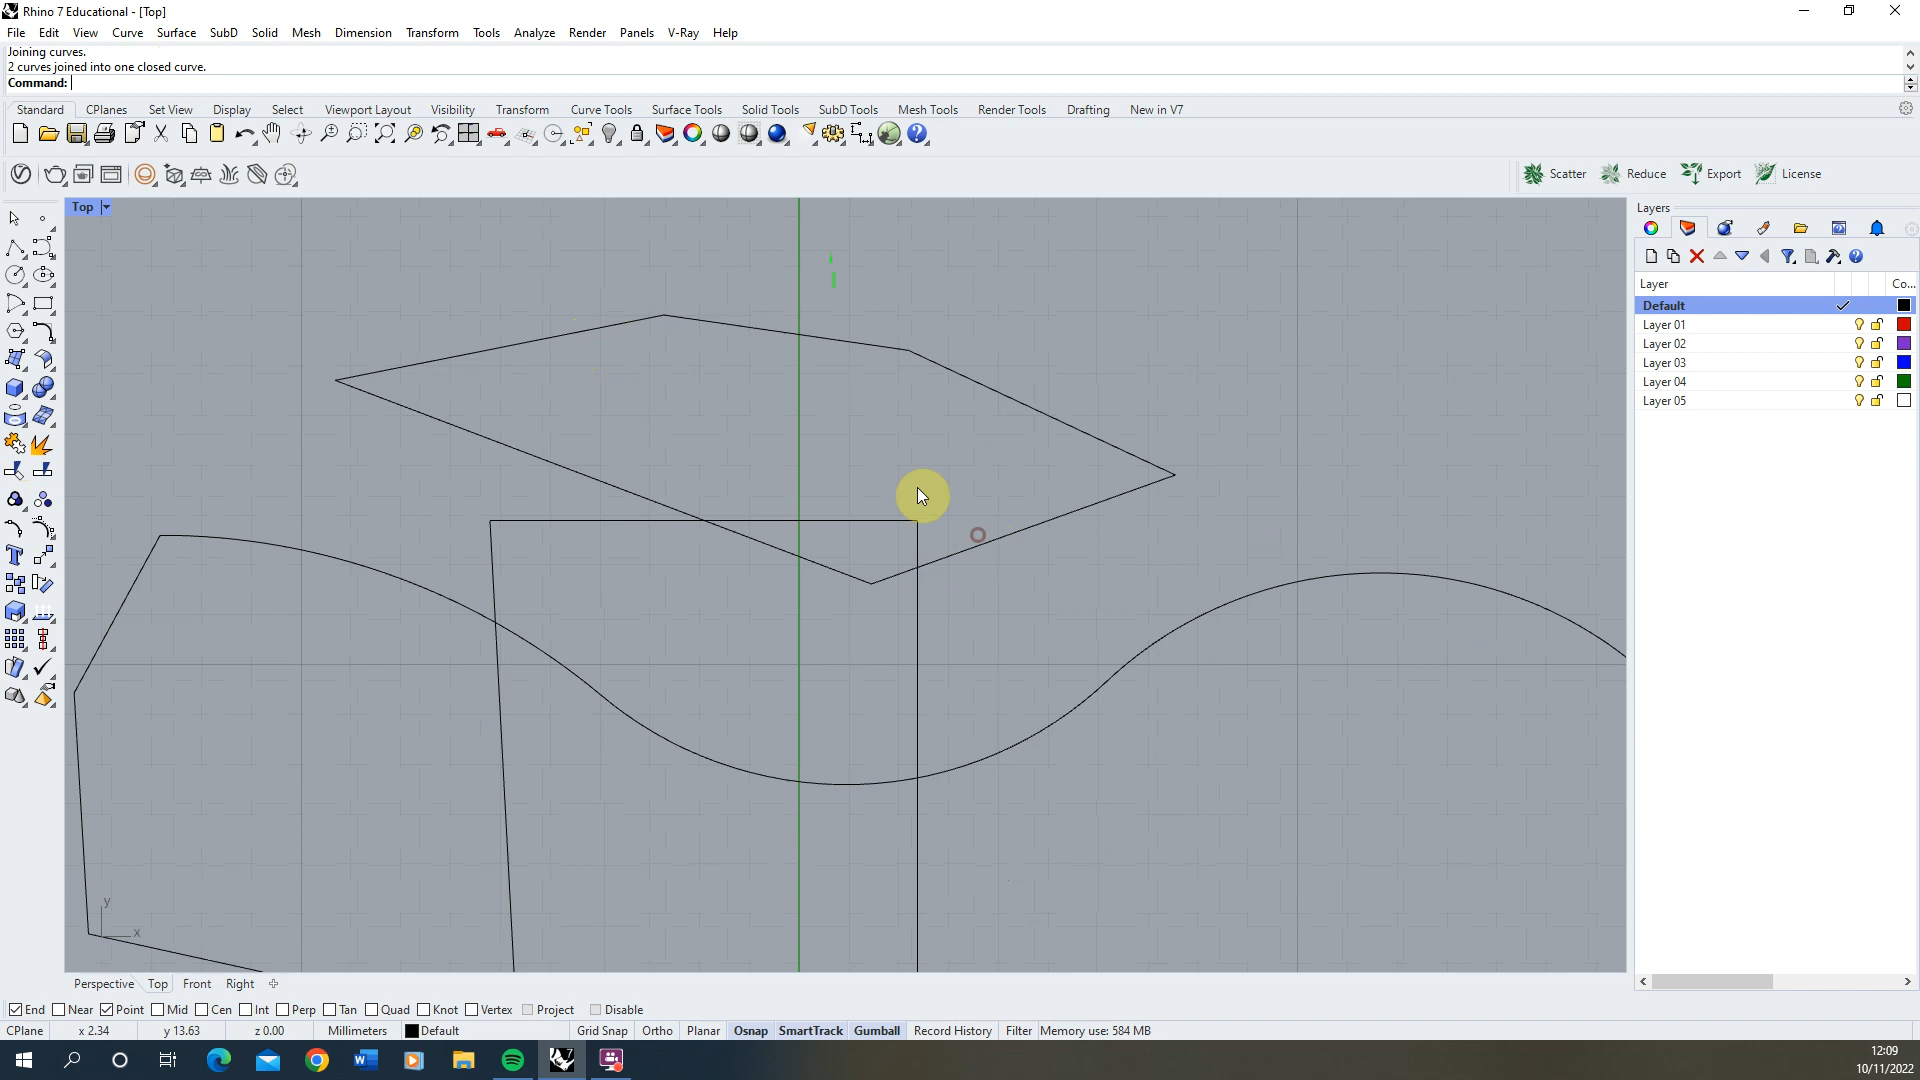 Rhino 7 Educational - [Top]
File Edit View Curve Surface SubD Solid Mesh Dimension Transform Tools Analyze Render Panels V-Ray Help
Joining curves.
2 curves joined into one closed curve.
Command:
Standard CPlanes Set View Display Select Viewport Layout Visibility Transform Curve Tools Surface Tools Solid Tools SubD Tools Mesh Tools Render Tools Drafting New in V7
Scatter Reduce Export License
Top
Layers
Layer Co...
Default
Layer 01
Layer 02
Layer 03
Layer 04
Layer 05
y
x
Perspective Top Front Right
End Near Point Mid Cen Int Perp Tan Quad Knot Vertex Project Disable
CPlane x 2.34 y 13.63 z 0.00 Millimeters Default Grid Snap Ortho Planar Osnap SmartTrack Gumball Record History Filter Memory use: 584 MB
12:09
10/11/2022